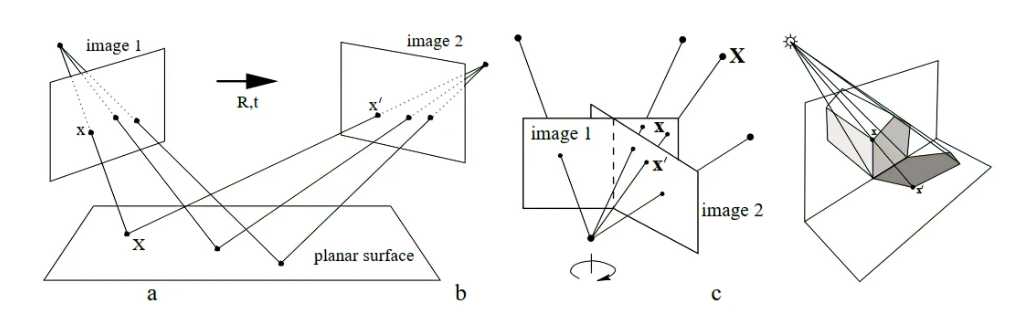 image 1
image 2
R,t
x
x′
X
planar surface
a
b
X
image 1
x
x′
image 2
c
x
x′